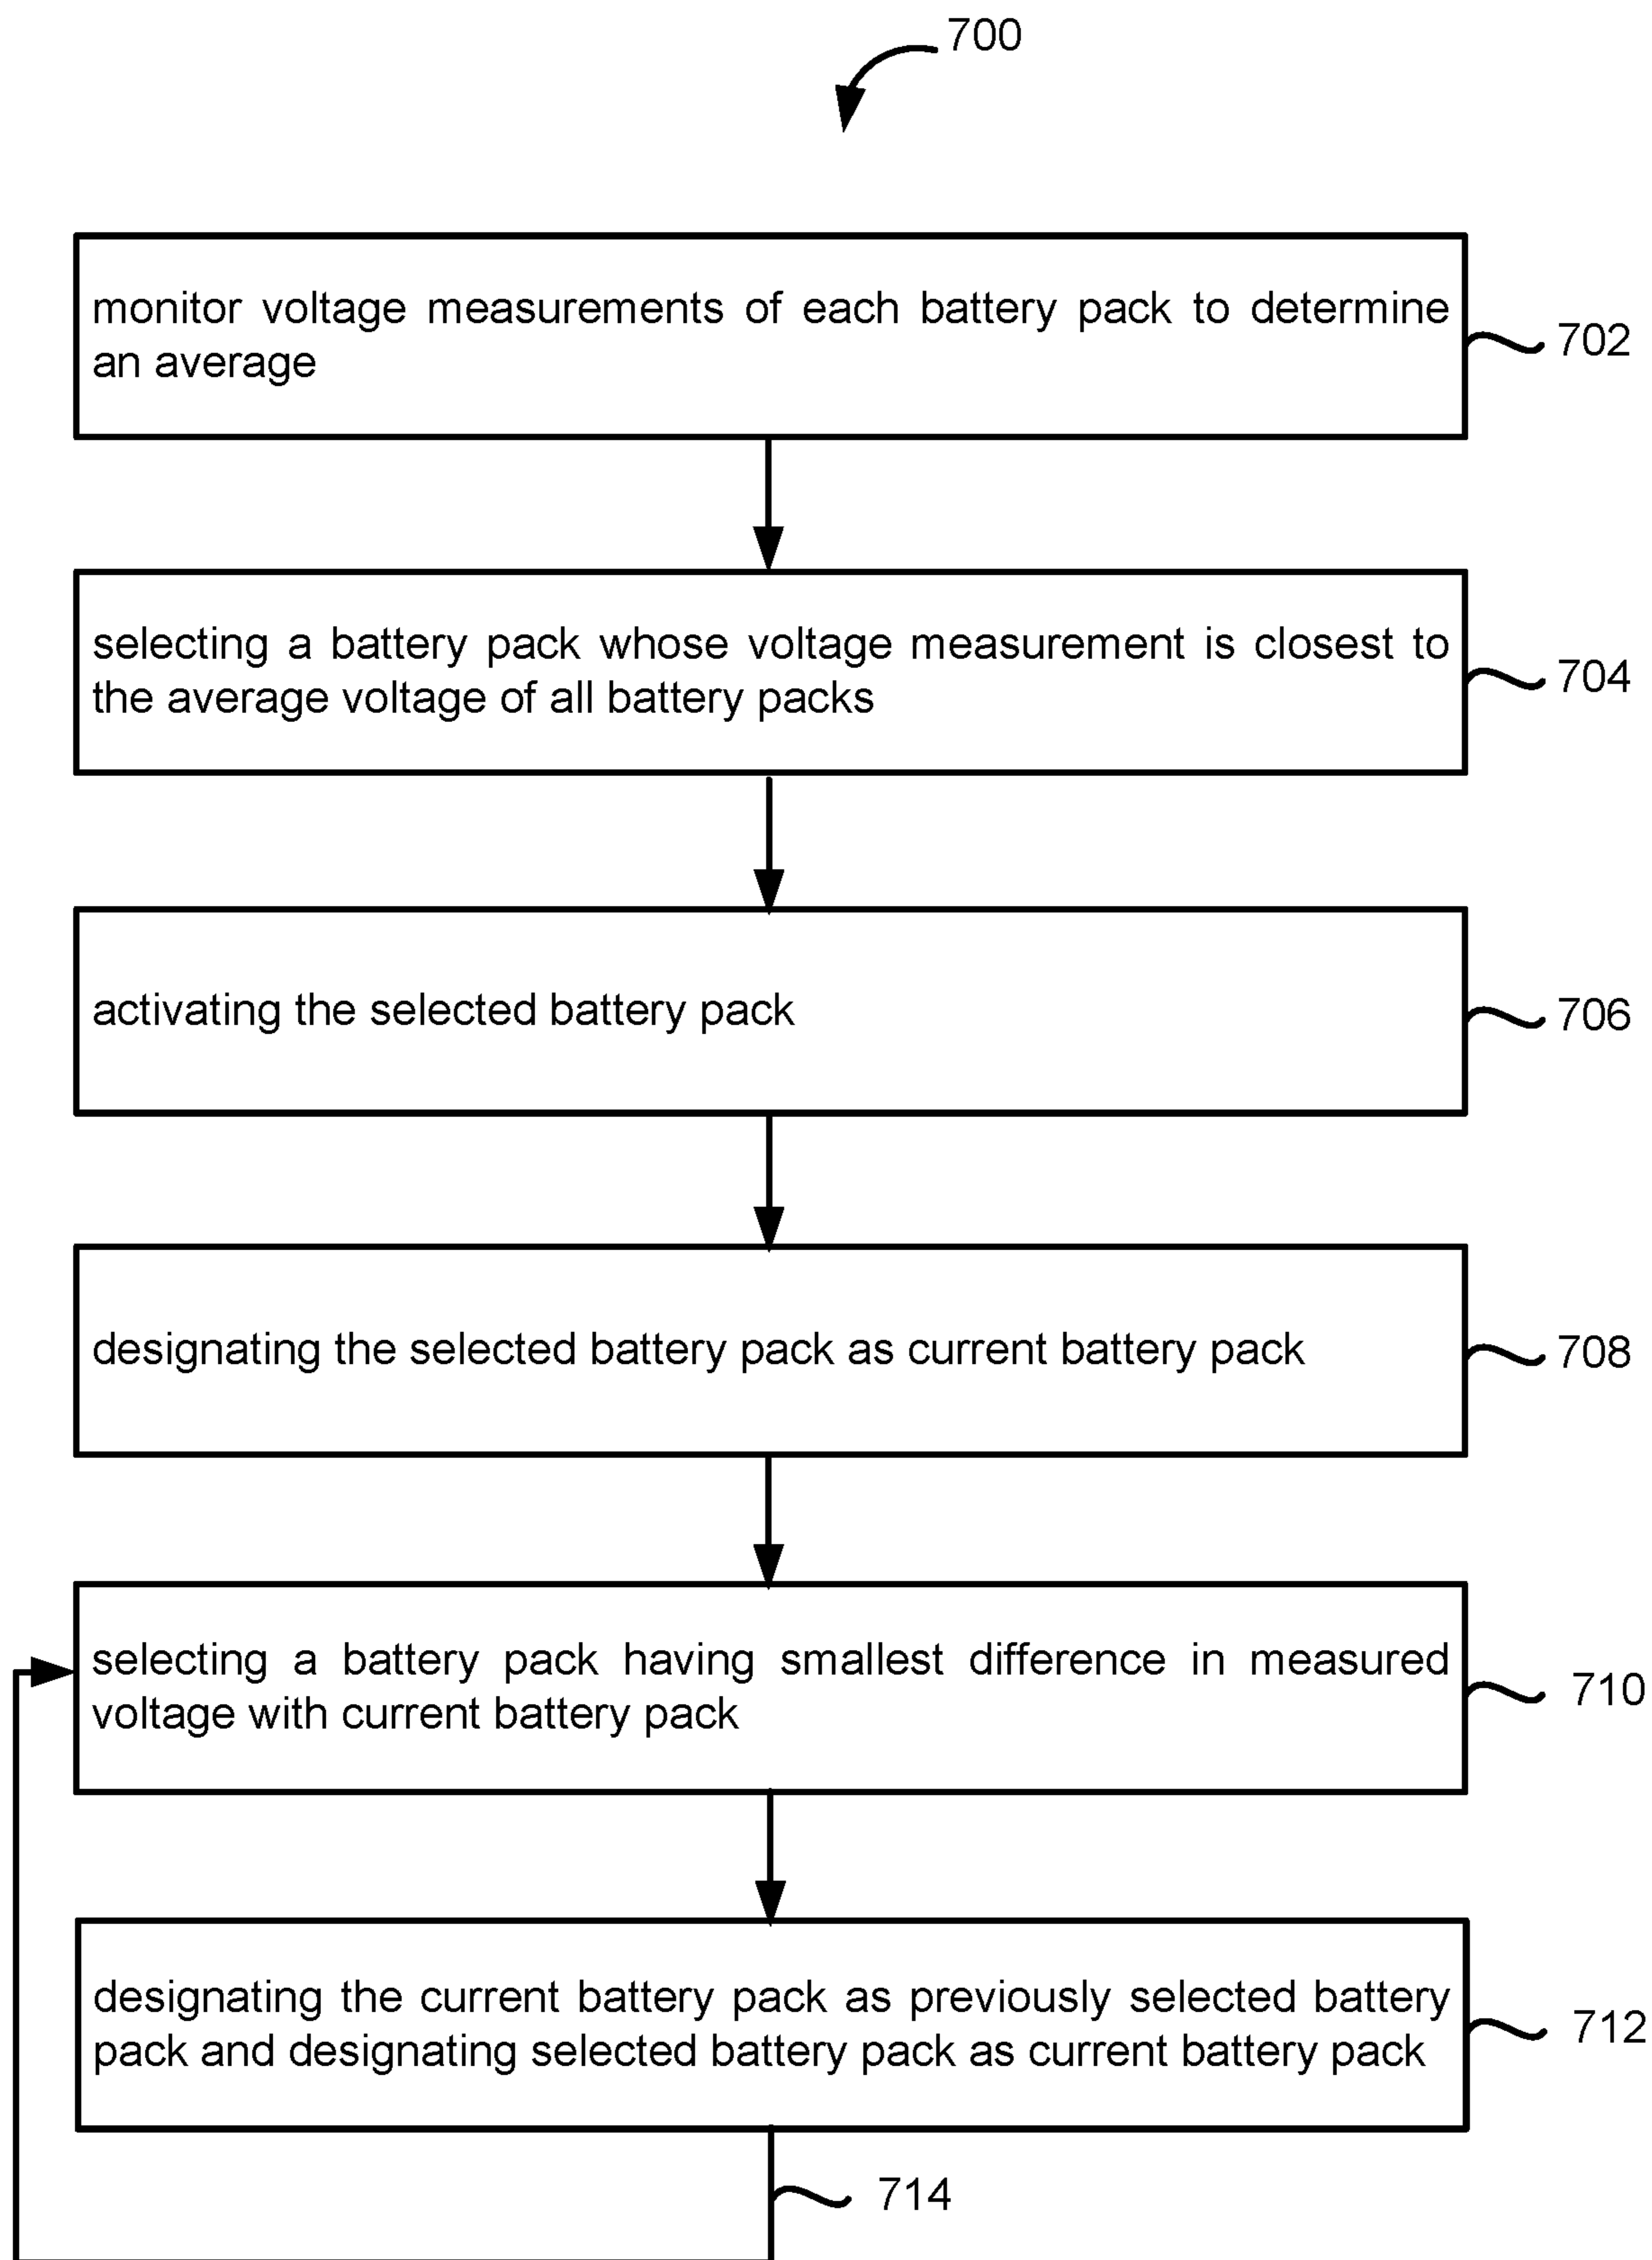 700
monitor voltage measurements of each battery pack to determine
an average
702
selecting a battery pack whose voltage measurement is closest to
the average voltage of all battery packs
704
activating the selected battery pack
706
designating the selected battery pack as current battery pack
708
selecting a battery pack having smallest difference in measured
voltage with current battery pack
710
designating the current battery pack as previously selected battery
pack and designating selected battery pack as current battery pack
712
714